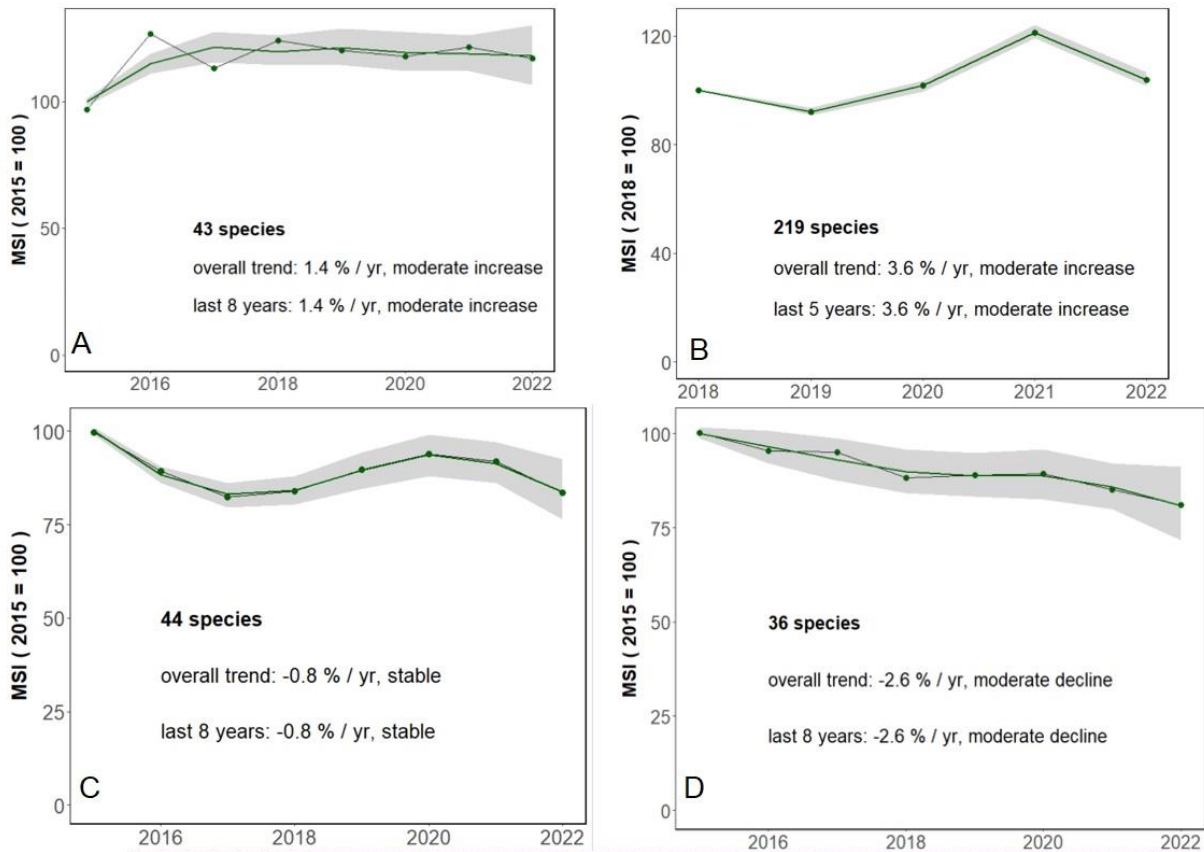 MSI ( 2015 = 100)
100
50
0
43 species
overall trend: 1.4 % / yr, moderate increase
last 8 years: 1.4 % / yr, moderate increase
A
2016
2018
2020
2022
MSI ( 2018 = 100)
120
80
40
0
219 species
overall trend: 3.6 % / yr, moderate increase
last 5 years: 3.6 % / yr, moderate increase
B
2018
2019
2020
2021
2022
MSI ( 2015 = 100)
100
75
50
25
0
44 species
overall trend: -0.8 % / yr, stable
last 8 years: -0.8 % / yr, stable
C
2016
2018
2020
2022
MSI ( 2015 = 100)
100
75
50
25
0
36 species
overall trend: -2.6 % / yr, moderate decline
last 8 years: -2.6 % / yr, moderate decline
D
2016
2018
2020
2022